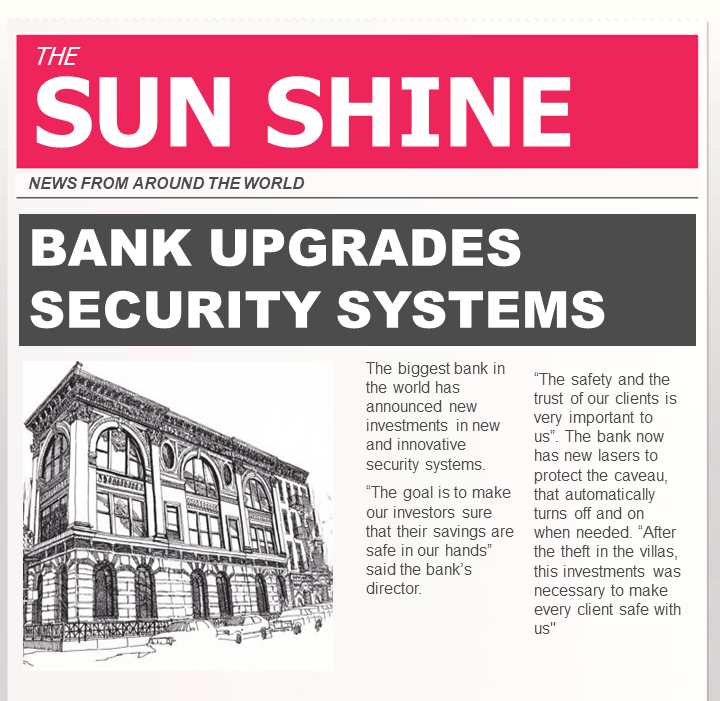 THE
SUN SHINE
NEWS FROM AROUND THE WORLD
BANK UPGRADES
SECURITY SYSTEMS
The biggest bank in
the world has
announced new
investments in new
and innovative
security systems.
“The goal is to make
our investors sure
that their savings are
safe in our hands”
said the bank’s
director.
“The safety and the
trust of our clients is
very important to
us”. The bank now
has new lasers to
protect the caveau,
that automatically
turns off and on
when needed. “After
the theft in the villas,
this investments was
necessary to make
every client safe with
us"